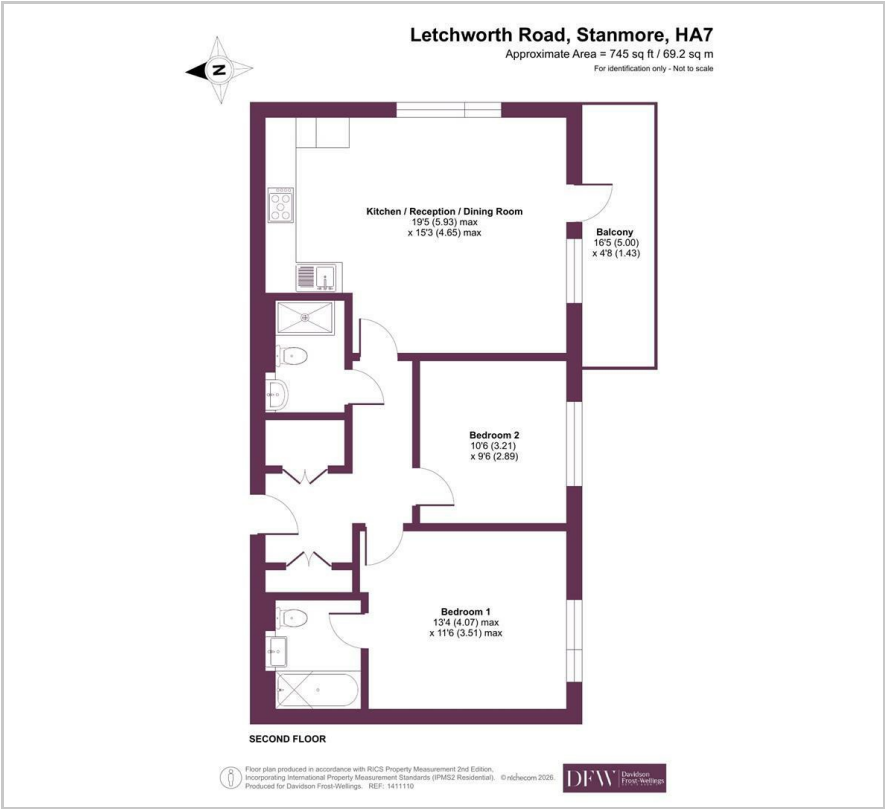 Letchworth Road, Stanmore, HA7
Approximate Area = 745 sq ft / 69.2 sq m
For identification only - Not to scale
N
Kitchen / Reception / Dining Room
19'5 (5.93) max
x 15'3 (4.65) max
Balcony
16'5 (5.00)
x 4'8 (1.43)
Bedroom 2
10'6 (3.21)
x 9'6 (2.89)
Bedroom 1
13'4 (4.07) max
x 11'6 (3.51) max
SECOND FLOOR
Floor plan produced in accordance with RICS Property Measurement 2nd Edition,
Incorporating International Property Measurement Standards (IPMS2 Residential). © nichecom 2026.
Produced for Davidson Frost-Wellings. REF: 1411110
DFW
Davidson
Frost-Wellings